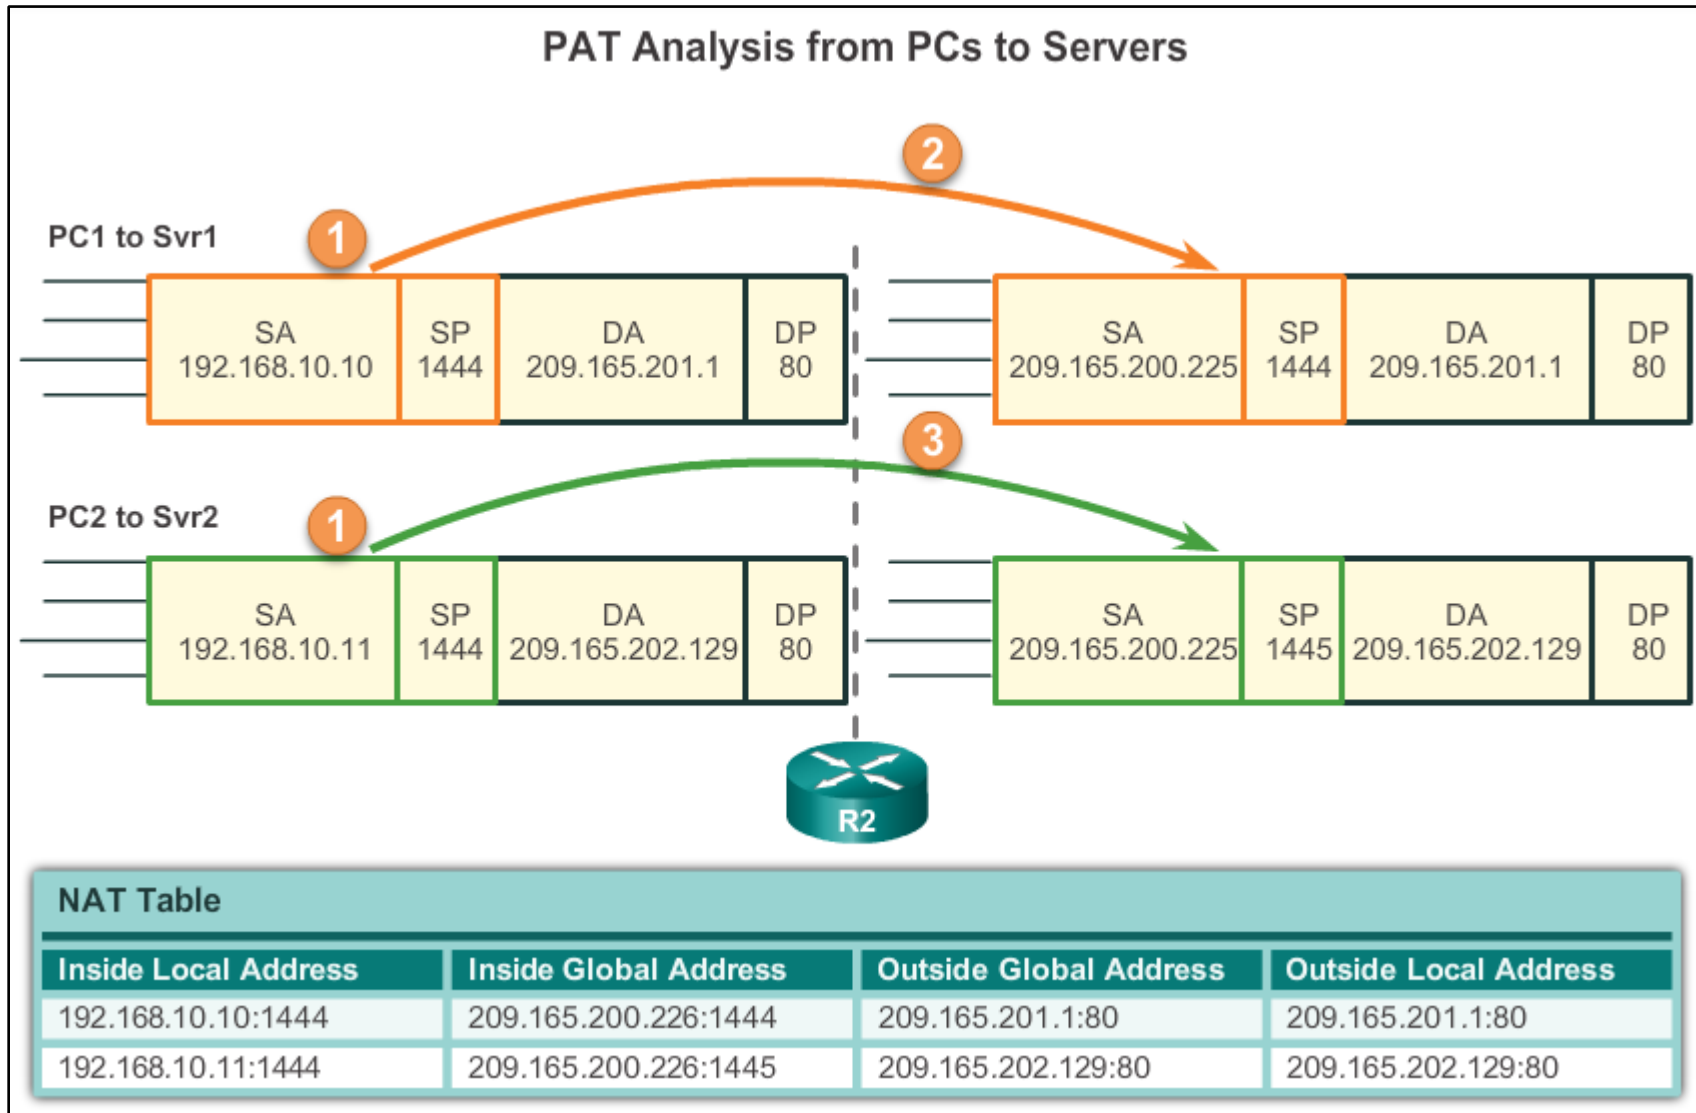 PAT Analysis from PCs to Servers
2
PC1 to Svr1
1
SA
192.168.10.10
SP
1444
DA
209.165.201.1
DP
80
SA
209.165.200.225
SP
1444
DA
209.165.201.1
DP
80
3
PC2 to Svr2
1
SA
192.168.10.11
SP
1444
DA
209.165.202.129
DP
80
SA
209.165.200.225
SP
1445
DA
209.165.202.129
DP
80
R2
NAT Table
Inside Local Address Inside Global Address Outside Global Address Outside Local Address
192.168.10.10:1444 209.165.200.226:1444 209.165.201.1:80 209.165.201.1:80
192.168.10.11:1444 209.165.200.226:1445 209.165.202.129:80 209.165.202.129:80